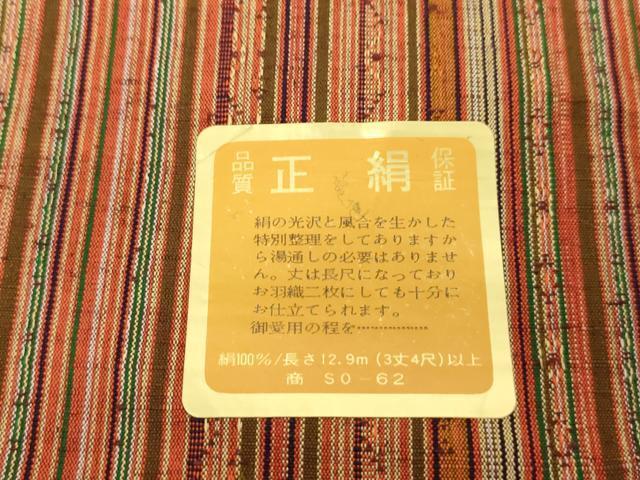 品質 正絹 保証
絹の光沢と風合を生かした
特別整理をしてありますか
ら湯通しの必要はありませ
ん。丈は長尺になっており
お羽織二枚にしても十分に
お仕立てられます。
御愛用の程を………………
絹100%/長さ12.9m(3丈4尺)以上
商 SO-62